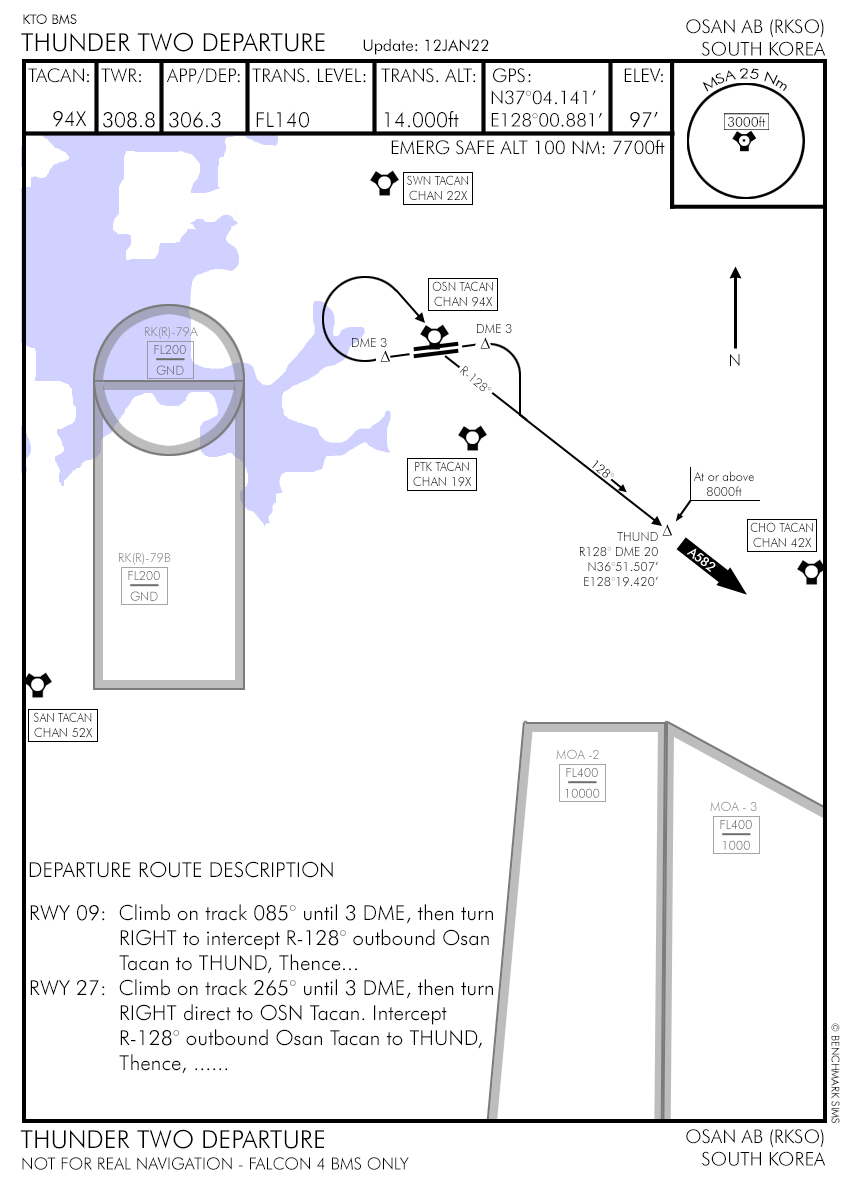 KTO BMS
THUNDER TWO DEPARTURE
Update: 12JAN22
OSAN AB (RKSO)
SOUTH KOREA
TACAN:
94X
TWR:
308.8
APP/DEP:
306.3
TRANS. LEVEL:
FL140
TRANS. ALT:
14.000ft
GPS:
N37°04.141’
E128°00.881’
ELEV:
97’
MSA 25 Nm
3000ft
EMERG SAFE ALT 100 NM: 7700ft
SWN TACAN
CHAN 22X
OSN TACAN
CHAN 94X
RK(R)-79A
FL200
GND
DME 3
DME 3
N
R-128°
PTK TACAN
CHAN 19X
128°
At or above
8000ft
THUND
R128° DME 20
N36°51.507’
E128°19.420’
A582
CHO TACAN
CHAN 42X
RK(R)-79B
FL200
GND
SAN TACAN
CHAN 52X
MOA -2
FL400
10000
MOA - 3
FL400
1000
DEPARTURE ROUTE DESCRIPTION
RWY 09: Climb on track 085° until 3 DME, then turn
RIGHT to intercept R-128° outbound Osan
Tacan to THUND, Thence...
RWY 27: Climb on track 265° until 3 DME, then turn
RIGHT direct to OSN Tacan. Intercept
R-128° outbound Osan Tacan to THUND,
Thence, ......
© BENCHMARK SIMS
THUNDER TWO DEPARTURE
NOT FOR REAL NAVIGATION - FALCON 4 BMS ONLY
OSAN AB (RKSO)
SOUTH KOREA